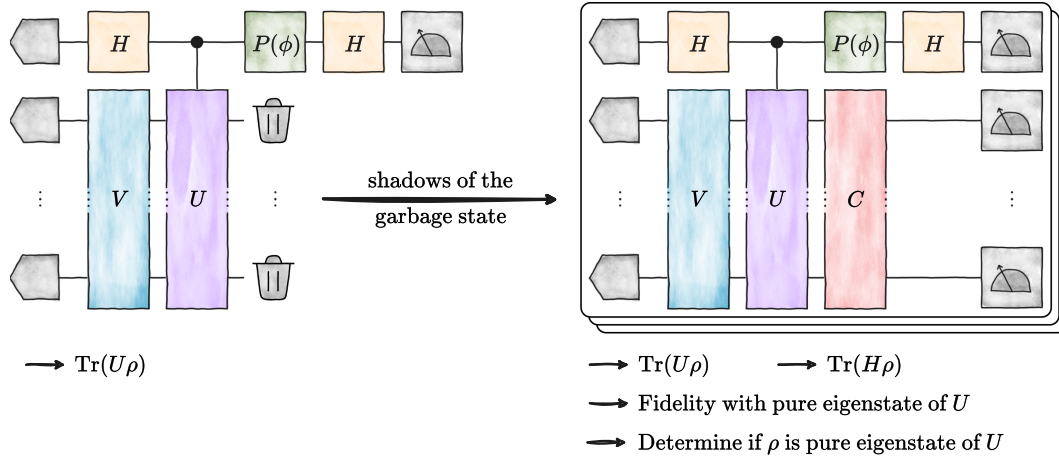 H
P(ϕ)
H
V
U
⋮
⋮
shadows of the
garbage state
H
P(ϕ)
H
V
U
C
⋮
⋮
Tr(Uρ)
Tr(Uρ)
Tr(Hρ)
Fidelity with pure eigenstate of U
Determine if ρ is pure eigenstate of U